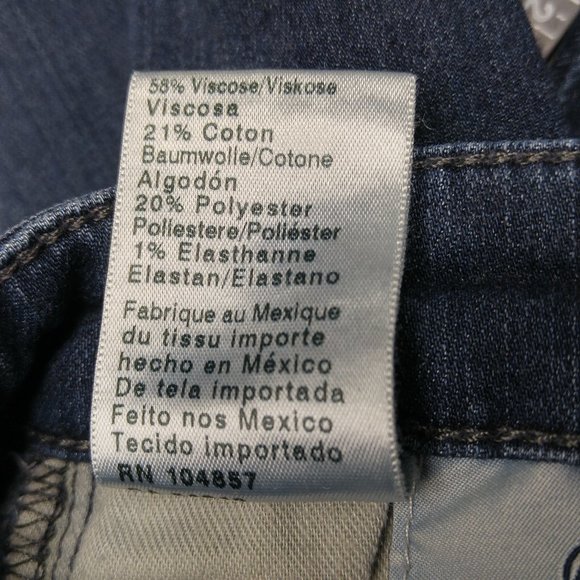 58% Viscose/Viskose
Viscosa
21% Coton
Baumwolle/Cotone
Algodón
20% Polyester
Poliestere/Poliéster
1% Elasthanne
Elastan/Elastano
Fabrique au Mexique
du tissu importe
hecho en México
De tela importada
Feito nos Mexico
Tecido importado
RN 104857